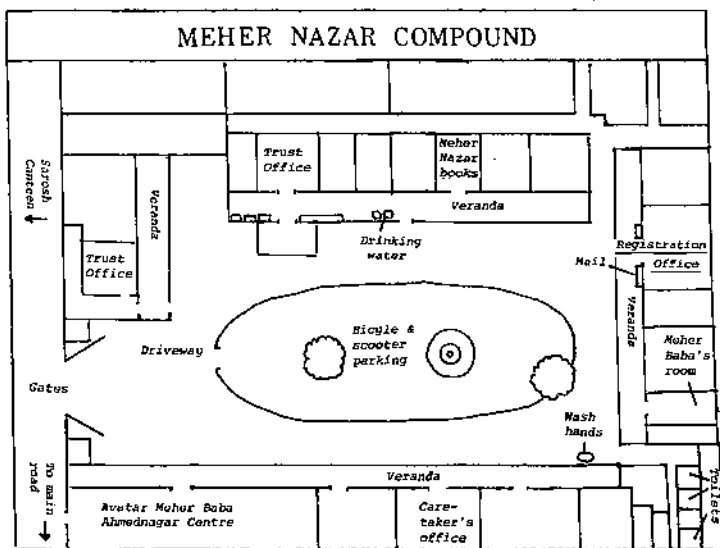 MEHER NAZAR COMPOUND
Sarosh
Canteen
Veranda
Trust
Office
Meher
Nazar
books
Veranda
Drinking
water
Trust
Office
Registration
Office
Mail
Veranda
Driveway
Bicyle &
scooter
parking
Meher
Baba's
room
Gates
Wash
hands
To main
road
Veranda
Toilets
Avatar Meher Baba
Ahmednagar Centre
Care-
taker's
office